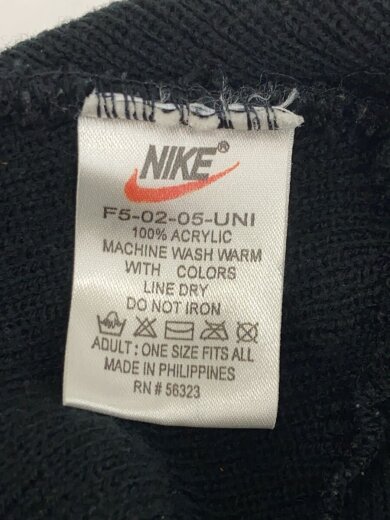 NIKE®
F5-02-05-UNI
100% ACRYLIC
MACHINE WASH WARM
WITH COLORS
LINE DRY
DO NOT IRON
ADULT : ONE SIZE FITS ALL
MADE IN PHILIPPINES
RN # 56323